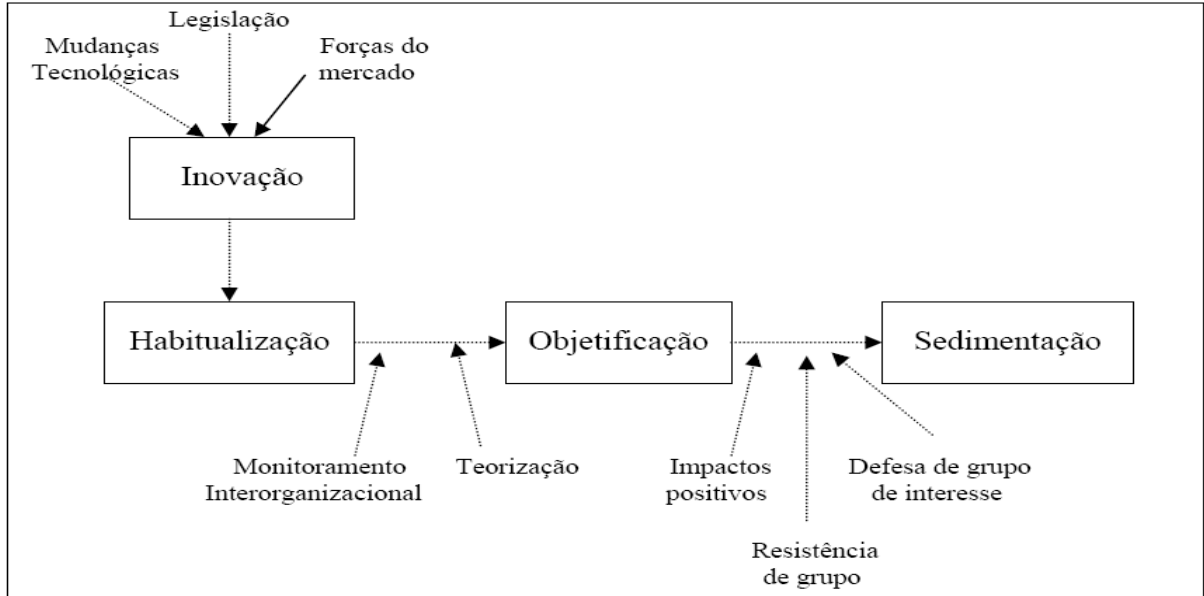 Legislação
Mudanças
Tecnológicas
Forças do
mercado
Inovação
Habitualização
Objetificação
Sedimentação
Monitoramento
Interorganizacional
Teorização
Impactos
positivos
Defesa de grupo
de interesse
Resistência
de grupo